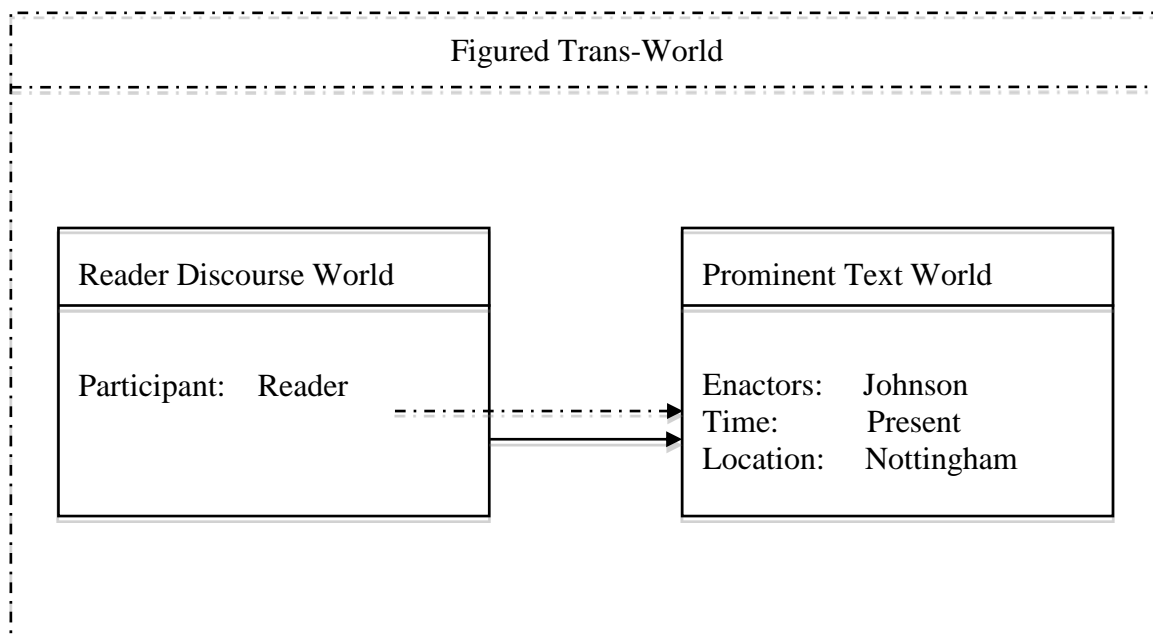 Figured Trans-World
Reader Discourse World
Participant: Reader
Prominent Text World
Enactors: Johnson
Time: Present
Location: Nottingham